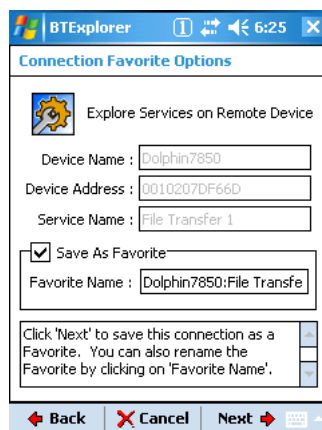 BTExplorer 1 6:25
Connection Favorite Options
Explore Services on Remote Device
Device Name : Dolphin7850
Device Address : 0010207DF66D
Service Name : File Transfer 1
Save As Favorite
Favorite Name : Dolphin7850:File Transfe
Click 'Next' to save this connection as a
Favorite. You can also rename the
Favorite by clicking on 'Favorite Name'.
Back Cancel Next